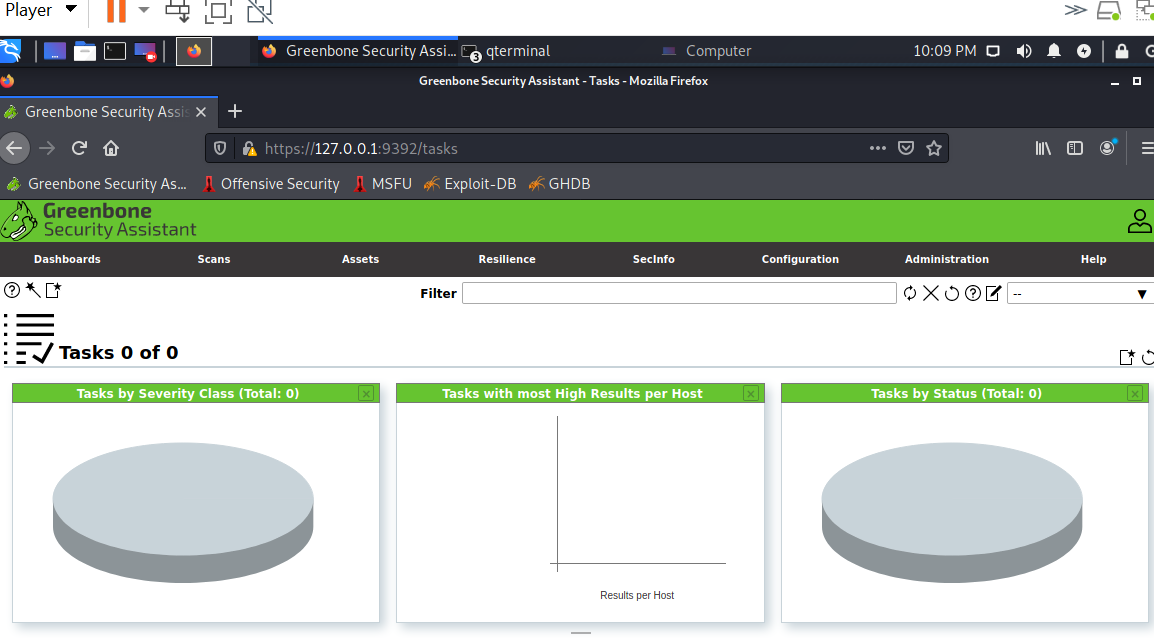 Player
Greenbone Security Assi...
3
qterminal
Computer
10:09 PM
Greenbone Security Assistant - Tasks - Mozilla Firefox
Greenbone Security Assis
https://127.0.0.1:9392/tasks
Greenbone Security As...
Offensive Security
MSFU
Exploit-DB
GHDB
Greenbone
Security Assistant
Dashboards
Scans
Assets
Resilience
SecInfo
Configuration
Administration
Help
Filter
--
Tasks 0 of 0
Tasks by Severity Class (Total: 0)
Tasks with most High Results per Host
Tasks by Status (Total: 0)
Results per Host